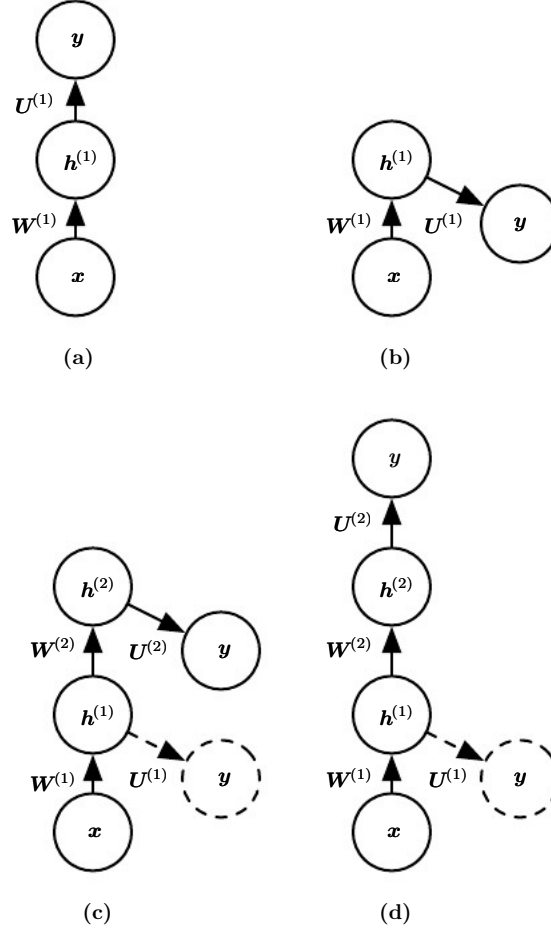 y
U^{(1)}
h^{(1)}
W^{(1)}
x
(a)
h^{(1)}
W^{(1)}
U^{(1)}
y
x
(b)
h^{(2)}
W^{(2)}
U^{(2)}
y
h^{(1)}
W^{(1)}
U^{(1)}
y
x
(c)
y
U^{(2)}
h^{(2)}
W^{(2)}
h^{(1)}
W^{(1)}
U^{(1)}
y
x
(d)